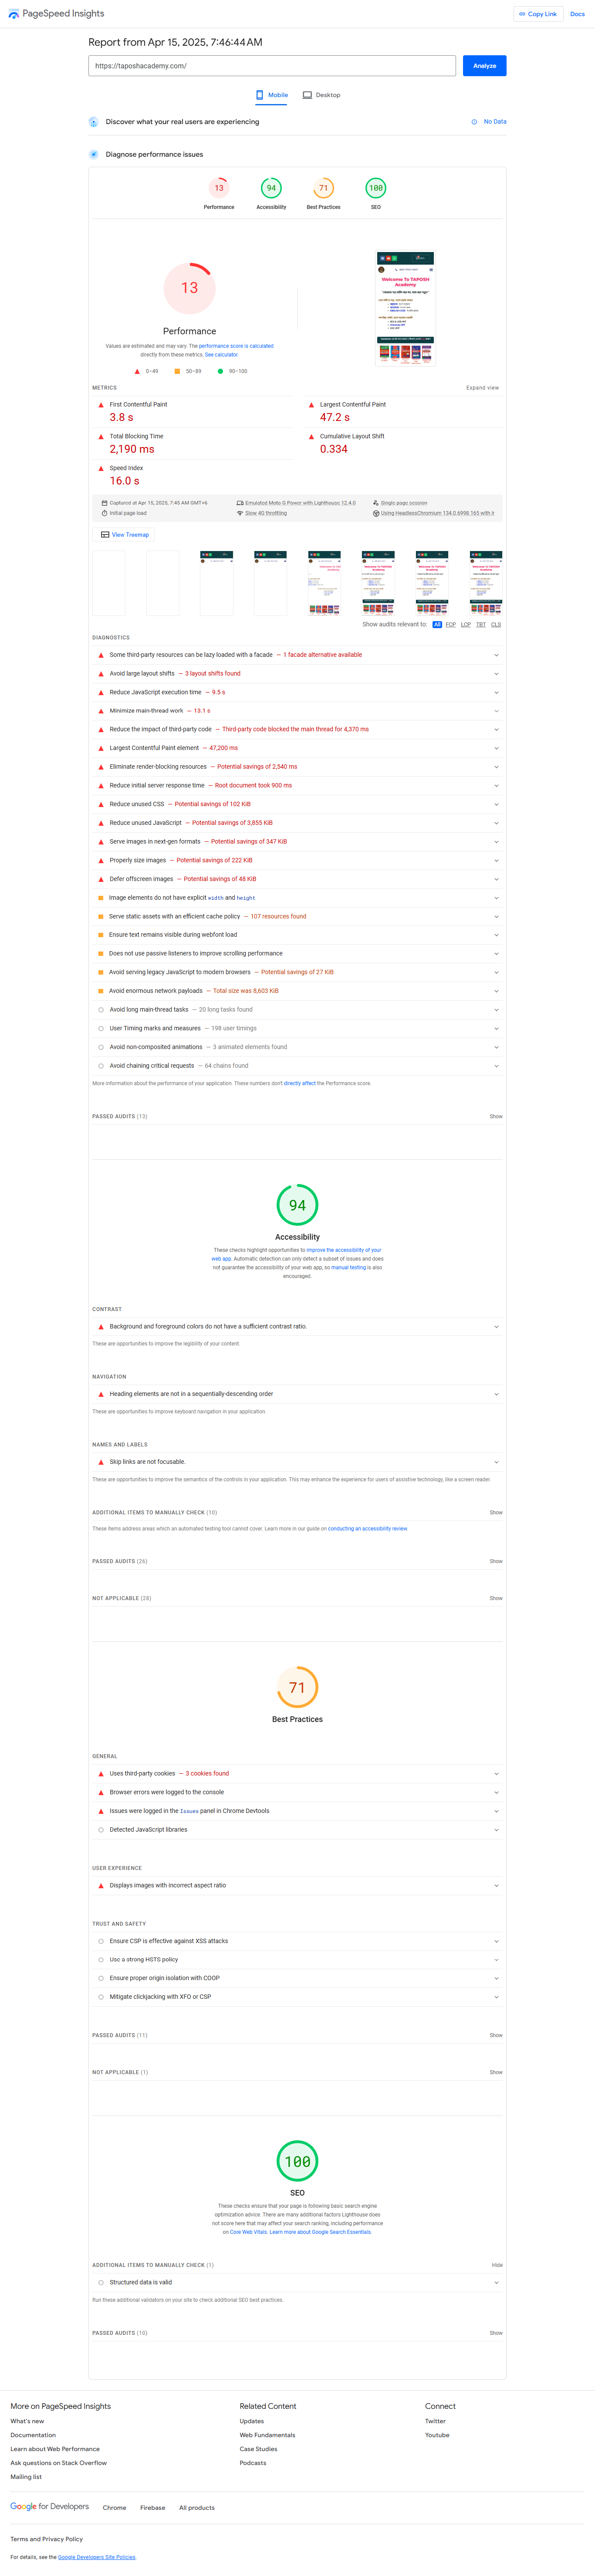 PageSpeed Insights
Copy Link
Docs
Report from Apr 15, 2025, 7:46:44 AM
https://taposhacademy.com/
Analyze
Mobile
Desktop
Discover what your real users are experiencing
No Data
Diagnose performance issues
13
94
71
100
Performance
Accessibility
Best Practices
SEO
13
Performance
Values are estimated and may vary. The performance score is calculated
directly from these metrics. See calculator.
0–49
50–89
90–100
Welcome To TAPOSH
Academy
METRICS
Expand view
First Contentful Paint
3.8 s
Largest Contentful Paint
47.2 s
Total Blocking Time
2,190 ms
Cumulative Layout Shift
0.334
Speed Index
16.0 s
Captured at Apr 15, 2025, 7:45 AM GMT+6
Emulated Moto G Power with Lighthouse 12.4.0
Single page session
Initial page load
Slow 4G throttling
Using HeadlessChromium 134.0.6998.165 with lr
View Treemap
Show audits relevant to:
All
FCP
LCP
TBT
CLS
DIAGNOSTICS
Some third-party resources can be lazy loaded with a facade — 1 facade alternative available
Avoid large layout shifts — 3 layout shifts found
Reduce JavaScript execution time — 9.5 s
Minimize main-thread work — 13.1 s
Reduce the impact of third-party code — Third-party code blocked the main thread for 4,370 ms
Largest Contentful Paint element — 47,200 ms
Eliminate render-blocking resources — Potential savings of 2,540 ms
Reduce initial server response time — Root document took 900 ms
Reduce unused CSS — Potential savings of 102 KiB
Reduce unused JavaScript — Potential savings of 3,855 KiB
Serve images in next-gen formats — Potential savings of 347 KiB
Properly size images — Potential savings of 222 KiB
Defer offscreen images — Potential savings of 48 KiB
Image elements do not have explicit width and height
Serve static assets with an efficient cache policy — 107 resources found
Ensure text remains visible during webfont load
Does not use passive listeners to improve scrolling performance
Avoid serving legacy JavaScript to modern browsers — Potential savings of 27 KiB
Avoid enormous network payloads — Total size was 8,603 KiB
Avoid long main-thread tasks — 20 long tasks found
User Timing marks and measures — 198 user timings
Avoid non-composited animations — 3 animated elements found
Avoid chaining critical requests — 64 chains found
More information about the performance of your application. These numbers don't directly affect the Performance score.
PASSED AUDITS (13)
Show
94
Accessibility
These checks highlight opportunities to improve the accessibility of your
web app. Automatic detection can only detect a subset of issues and does
not guarantee the accessibility of your web app, so manual testing is also
encouraged.
CONTRAST
Background and foreground colors do not have a sufficient contrast ratio.
These are opportunities to improve the legibility of your content.
NAVIGATION
Heading elements are not in a sequentially-descending order
These are opportunities to improve keyboard navigation in your application.
NAMES AND LABELS
Skip links are not focusable.
These are opportunities to improve the semantics of the controls in your application. This may enhance the experience for users of assistive technology, like a screen reader.
ADDITIONAL ITEMS TO MANUALLY CHECK (10)
Show
These items address areas which an automated testing tool cannot cover. Learn more in our guide on conducting an accessibility review.
PASSED AUDITS (26)
Show
NOT APPLICABLE (28)
Show
71
Best Practices
GENERAL
Uses third-party cookies — 3 cookies found
Browser errors were logged to the console
Issues were logged in the Issues panel in Chrome Devtools
Detected JavaScript libraries
USER EXPERIENCE
Displays images with incorrect aspect ratio
TRUST AND SAFETY
Ensure CSP is effective against XSS attacks
Use a strong HSTS policy
Ensure proper origin isolation with COOP
Mitigate clickjacking with XFO or CSP
PASSED AUDITS (11)
Show
NOT APPLICABLE (1)
Show
100
SEO
These checks ensure that your page is following basic search engine
optimization advice. There are many additional factors Lighthouse does
not score here that may affect your search ranking, including performance
on Core Web Vitals. Learn more about Google Search Essentials.
ADDITIONAL ITEMS TO MANUALLY CHECK (1)
Hide
Structured data is valid
Run these additional validators on your site to check additional SEO best practices.
PASSED AUDITS (10)
Show
More on PageSpeed Insights
What's new
Documentation
Learn about Web Performance
Ask questions on Stack Overflow
Mailing list
Related Content
Updates
Web Fundamentals
Case Studies
Podcasts
Connect
Twitter
Youtube
Google for Developers
Chrome
Firebase
All products
Terms and Privacy Policy
For details, see the Google Developers Site Policies.